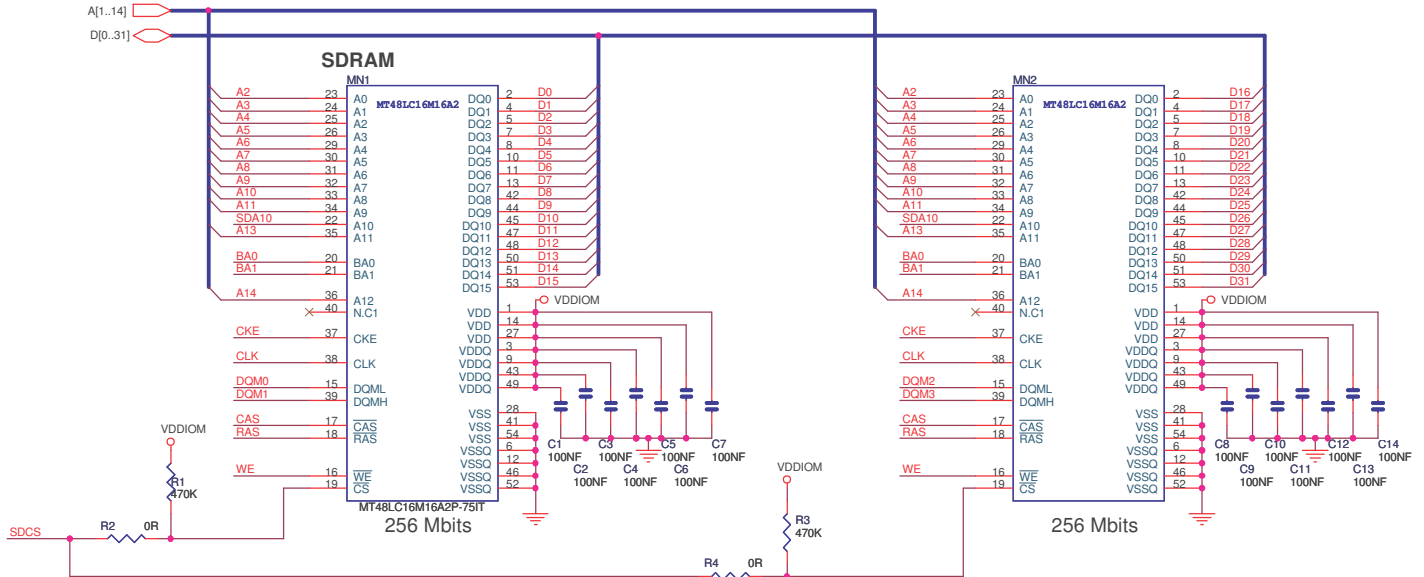 A[1..14]
D[0..31]
SDRAM
MN1
MT48LC16M16A2
A2 23 A0 DQ0 2 D0
A3 24 A1 DQ1 4 D1
A4 25 A2 DQ2 5 D2
A5 26 A3 DQ3 7 D3
A6 29 A4 DQ4 8 D4
A7 30 A5 DQ5 10 D5
A8 31 A6 DQ6 11 D6
A9 32 A7 DQ7 13 D7
A10 33 A8 DQ8 42 D8
A11 34 A9 DQ9 44 D9
SDA10 22 A10 DQ10 45 D10
A13 35 A11 DQ11 47 D11
DQ12 48 D12
BA0 20 BA0 DQ13 50 D13
BA1 21 BA1 DQ14 51 D14
DQ15 53 D15
A14 36 A12
40 N.C1
VDDIOM
VDD 1
VDD 14
CKE 37 CKE VDD 27
VDDQ 3
CLK 38 CLK VDDQ 9
VDDQ 43
DQM0 15 DQML VDDQ 49
DQM1 39 DQMH
VSS 28
CAS 17 CAS VSS 41
RAS 18 RAS VSS 54
VSSQ 6
VSSQ 12
WE 16 WE VSSQ 46
19 CS VSSQ 52
C1 C3 C5 C7
100NF 100NF 100NF 100NF
C2 C4 C6
100NF 100NF 100NF
MT48LC16M16A2P-75IT
256 Mbits
VDDIOM
R1
470K
SDCS
R2 0R
VDDIOM
R3
470K
R4 0R
MN2
MT48LC16M16A2
A2 23 A0 DQ0 2 D16
A3 24 A1 DQ1 4 D17
A4 25 A2 DQ2 5 D18
A5 26 A3 DQ3 7 D19
A6 29 A4 DQ4 8 D20
A7 30 A5 DQ5 10 D21
A8 31 A6 DQ6 11 D22
A9 32 A7 DQ7 13 D23
A10 33 A8 DQ8 42 D24
A11 34 A9 DQ9 44 D25
SDA10 22 A10 DQ10 45 D26
A13 35 A11 DQ11 47 D27
DQ12 48 D28
BA0 20 BA0 DQ13 50 D29
BA1 21 BA1 DQ14 51 D30
DQ15 53 D31
A14 36 A12
40 N.C1
VDDIOM
VDD 1
VDD 14
CKE 37 CKE VDD 27
VDDQ 3
CLK 38 CLK VDDQ 9
VDDQ 43
DQM2 15 DQML VDDQ 49
DQM3 39 DQMH
VSS 28
CAS 17 CAS VSS 41
RAS 18 RAS VSS 54
VSSQ 6
VSSQ 12
WE 16 WE VSSQ 46
19 CS VSSQ 52
C8 C10 C12 C14
100NF 100NF 100NF 100NF
C9 C11 C13
100NF 100NF 100NF
256 Mbits